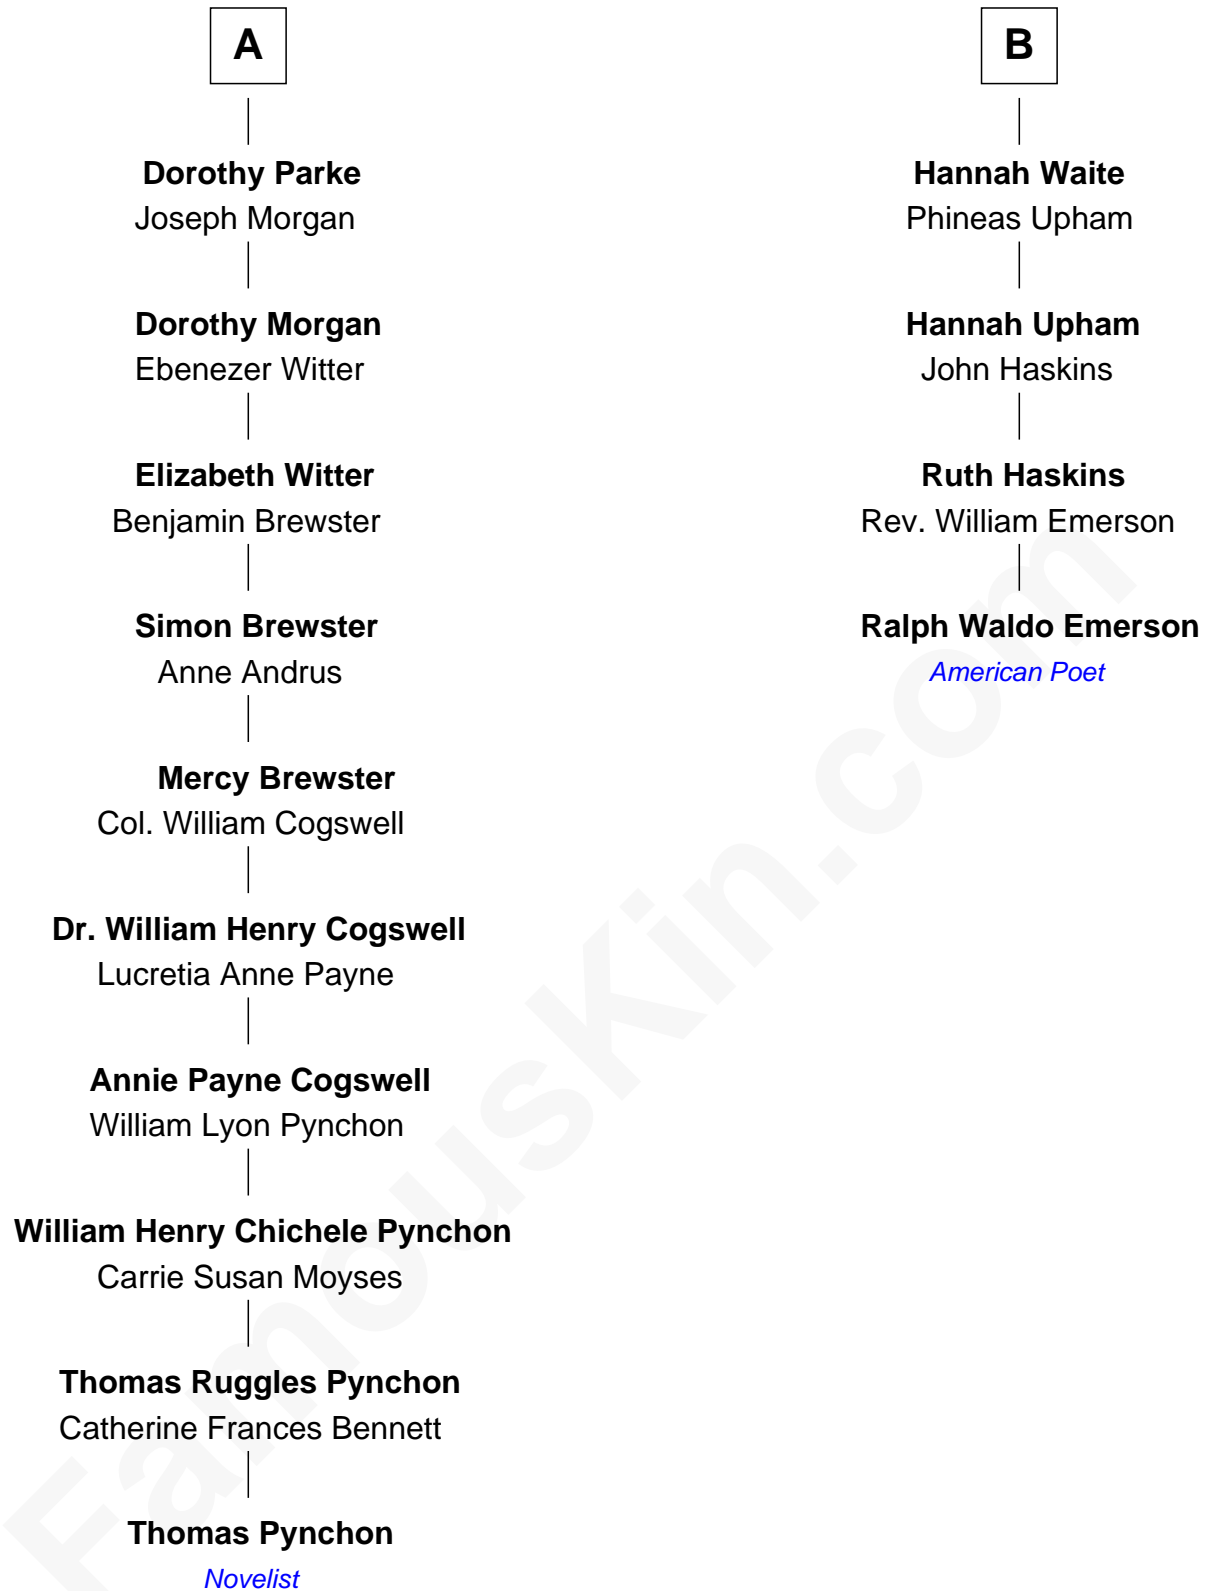 A
Dorothy Parke
Joseph Morgan
Dorothy Morgan
Ebenezer Witter
Elizabeth Witter
Benjamin Brewster
Simon Brewster
Anne Andrus
Mercy Brewster
Col. William Cogswell
Dr. William Henry Cogswell
Lucretia Anne Payne
Annie Payne Cogswell
William Lyon Pynchon
William Henry Chichele Pynchon
Carrie Susan Moyses
Thomas Ruggles Pynchon
Catherine Frances Bennett
Thomas Pynchon
Novelist
B
Hannah Waite
Phineas Upham
Hannah Upham
John Haskins
Ruth Haskins
Rev. William Emerson
Ralph Waldo Emerson
American Poet
FamousKin.com